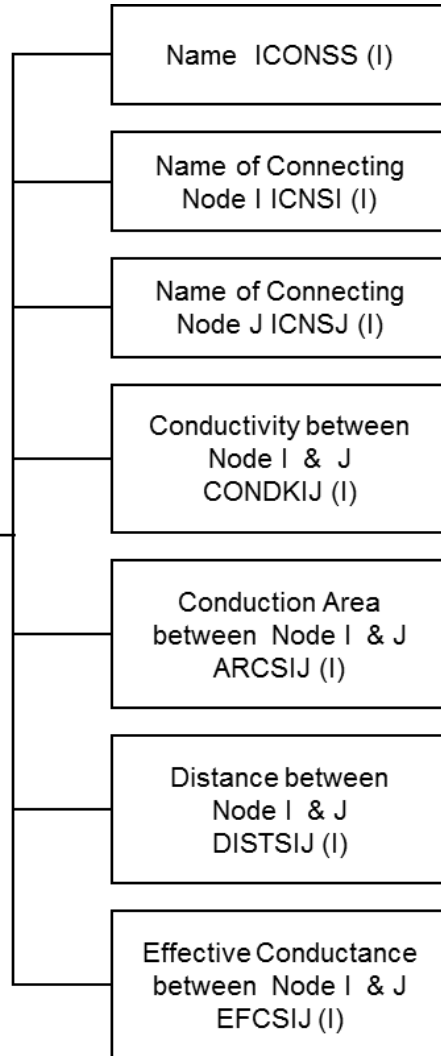 Name ICONSS (I)
Name of Connecting
Node I ICNSI (I)
Name of Connecting
Node J ICNSJ (I)
Conductivity between
Node I & J
CONDKIJ (I)
Conduction Area
between Node I & J
ARCSIJ (I)
Distance between
Node I & J
DISTSIJ (I)
Effective Conductance
between Node I & J
EFCSIJ (I)